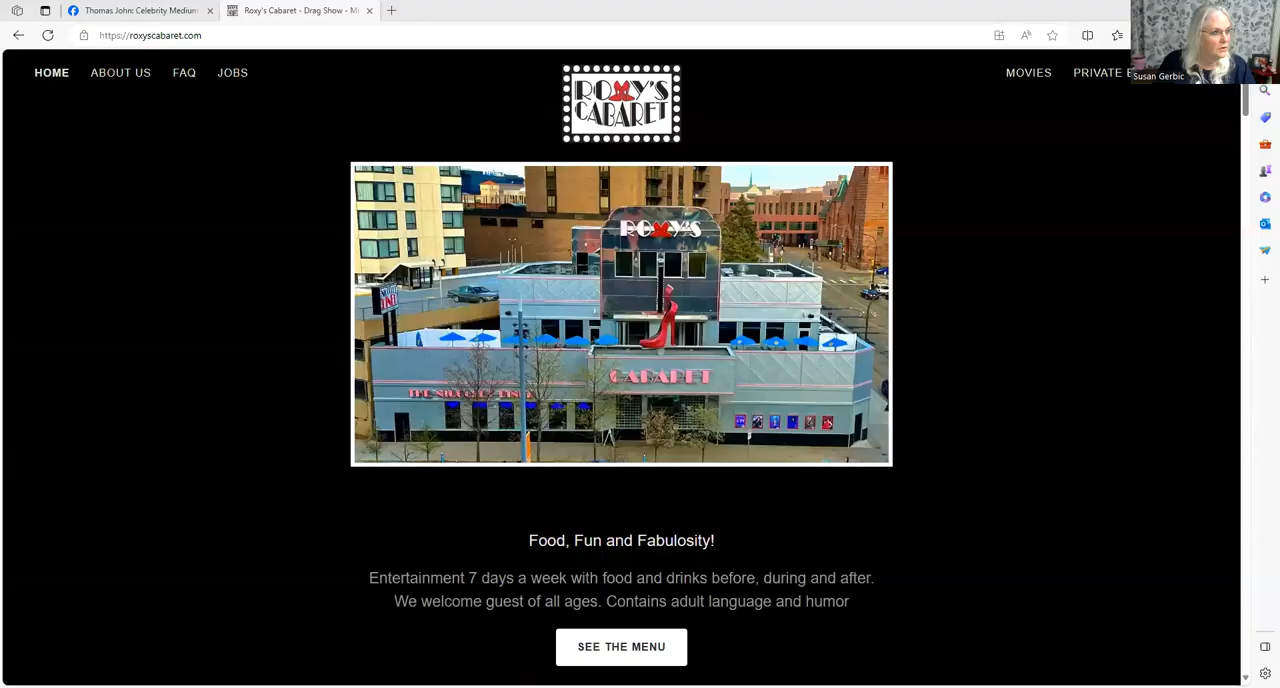 Thomas John: Celebrity Medium
Roxy's Cabaret - Drag Show - Mi
https://roxyscabaret.com
Susan Gerbic
HOME
ABOUT US
FAQ
JOBS
ROXY'S
CABARET
MOVIES
PRIVATE E
ROXY'S
CABARET
Food, Fun and Fabulosity!
Entertainment 7 days a week with food and drinks before, during and after.
We welcome guest of all ages. Contains adult language and humor
SEE THE MENU